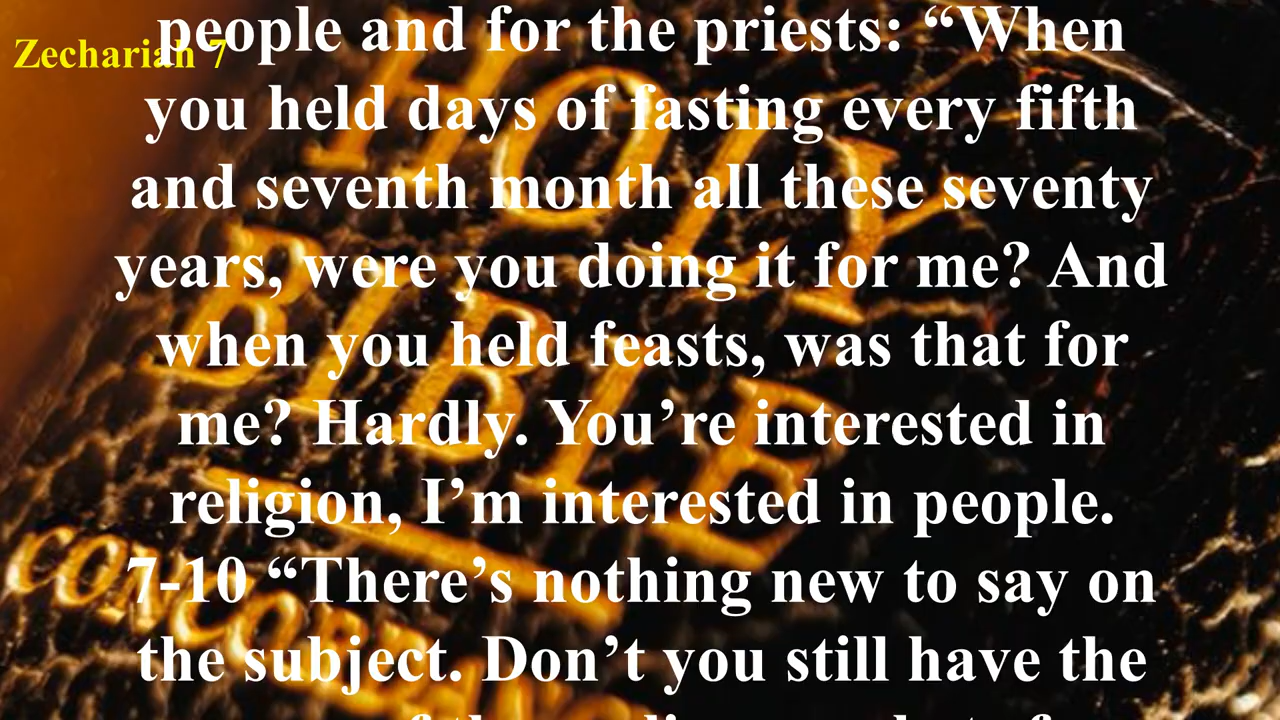 people and for the priests: “When
Zechariah 7
you held days of fasting every fifth
and seventh month all these seventy
years, were you doing it for me? And
when you held feasts, was that for
me? Hardly. You’re interested in
religion, I’m interested in people.
7-10 “There’s nothing new to say on
the subject. Don’t you still have the
HOLY
BIBLE